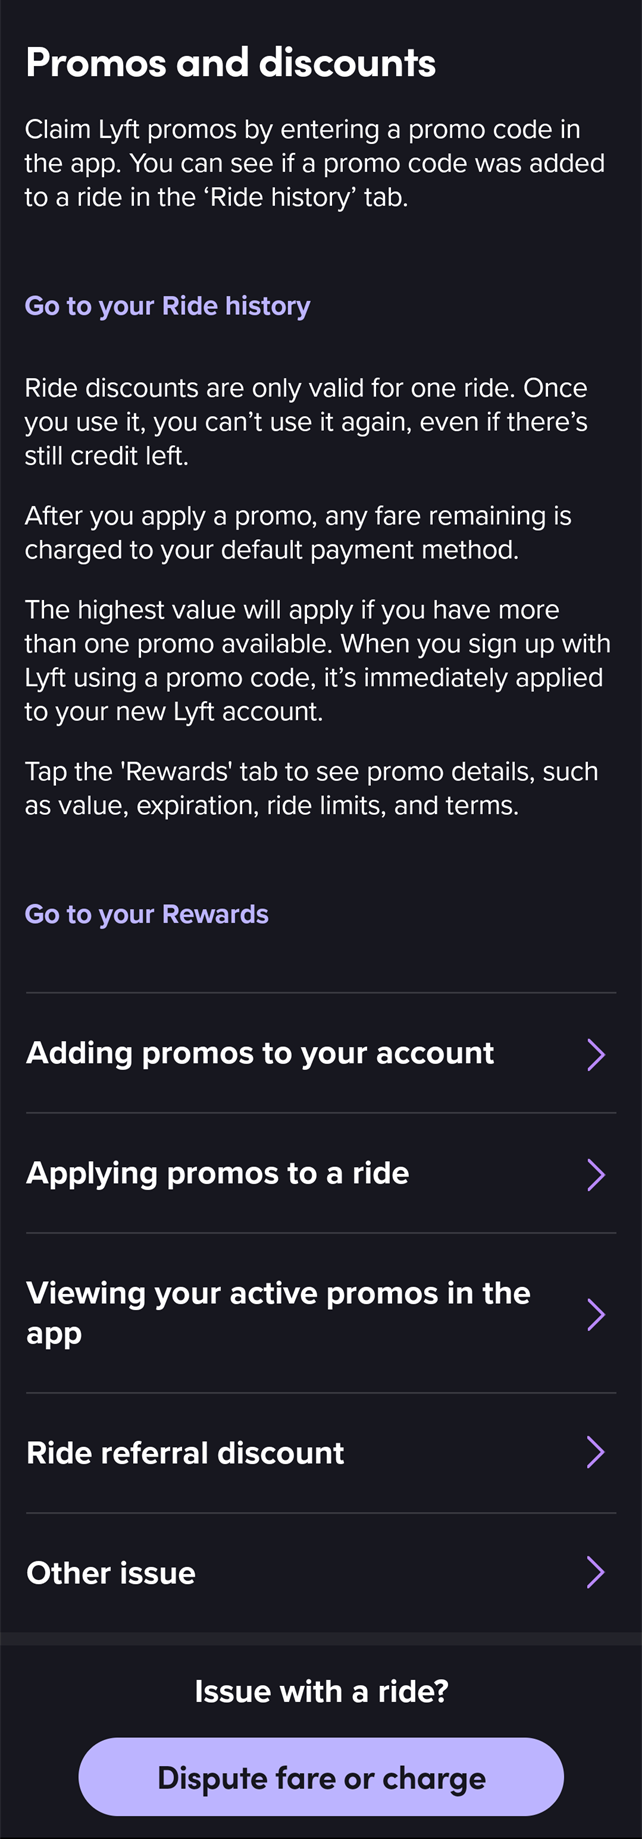 Promos and discounts
Claim Lyft promos by entering a promo code in
the app. You can see if a promo code was added
to a ride in the ‘Ride history’ tab.
Go to your Ride history
Ride discounts are only valid for one ride. Once
you use it, you can’t use it again, even if there’s
still credit left.
After you apply a promo, any fare remaining is
charged to your default payment method.
The highest value will apply if you have more
than one promo available. When you sign up with
Lyft using a promo code, it’s immediately applied
to your new Lyft account.
Tap the 'Rewards' tab to see promo details, such
as value, expiration, ride limits, and terms.
Go to your Rewards
Adding promos to your account
Applying promos to a ride
Viewing your active promos in the
app
Ride referral discount
Other issue
Issue with a ride?
Dispute fare or charge